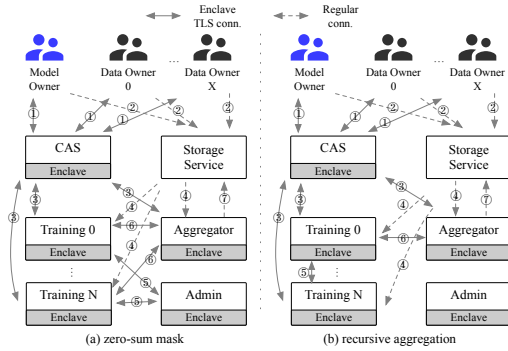 Enclave
TLS conn.
Regular
conn.
Model
Owner
Data Owner
0
...
Data Owner
X
①
①
①
②
②
CAS
Enclave
Storage
Service
③
③
③
④
④
④
⑦
Training 0
Enclave
⑥
⑥
Aggregator
Enclave
⋮
Training N
Enclave
⑤
Admin
Enclave
(a) zero-sum mask
Model
Owner
Data Owner
0
...
Data Owner
X
①
①
①
②
②
CAS
Enclave
Storage
Service
③
③
③
④
④
④
⑦
Training 0
Enclave
⑥
Aggregator
Enclave
⑤
⋮
Training N
Enclave
Admin
Enclave
(b) recursive aggregation